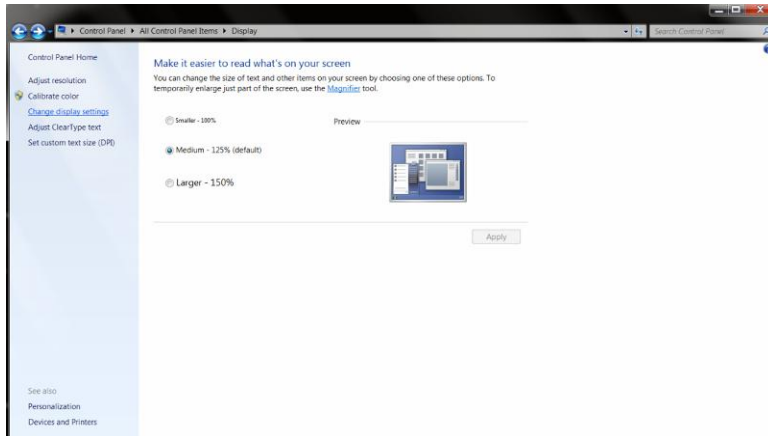 Control Panel ▸ All Control Panel Items ▸ Display
Search Control Panel
Control Panel Home
Adjust resolution
Calibrate color
Change display settings
Adjust ClearType text
Set custom text size (DPI)
See also
Personalization
Devices and Printers
Make it easier to read what's on your screen
You can change the size of text and other items on your screen by choosing one of these options. To
temporarily enlarge just part of the screen, use the Magnifier tool.
Smaller - 100%
Preview
Medium - 125% (default)
Larger - 150%
Apply